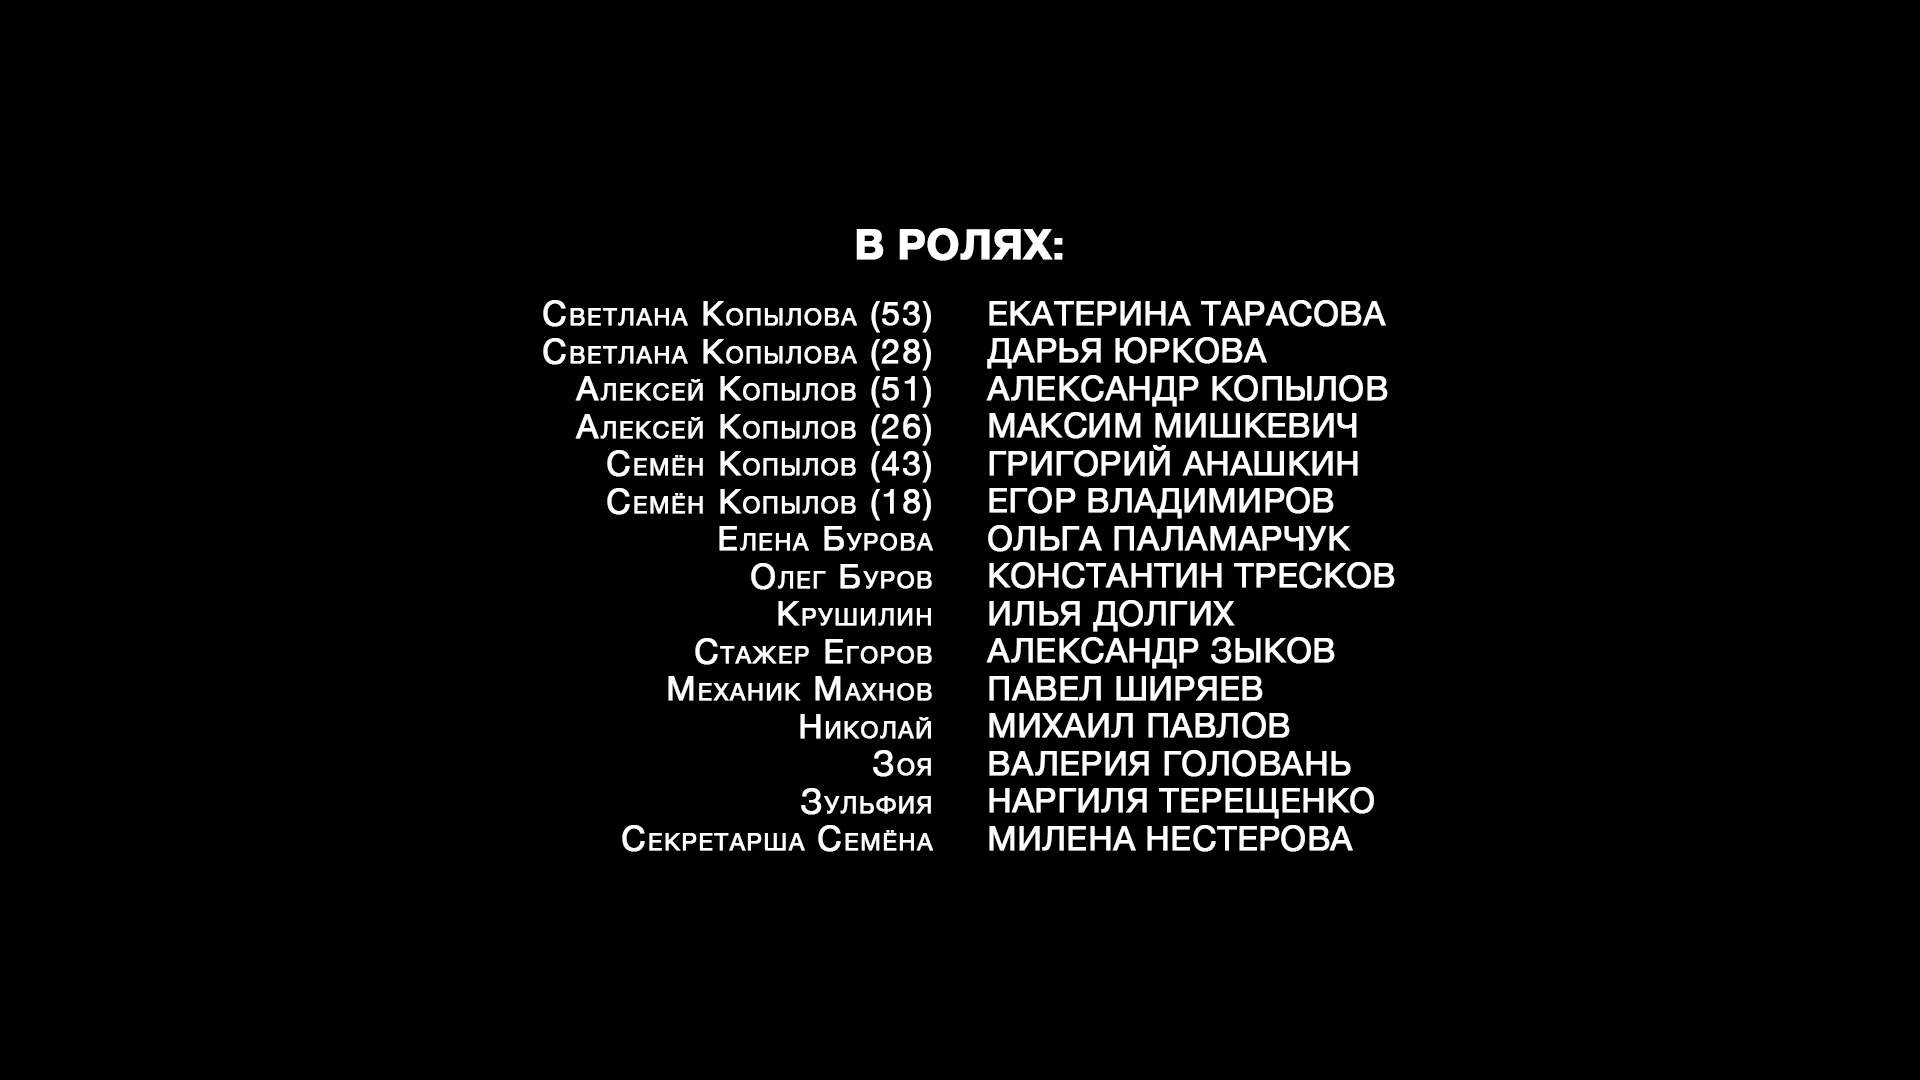 В РОЛЯХ:
Светлана Копылова (53) ЕКАТЕРИНА ТАРАСОВА
Светлана Копылова (28) ДАРЬЯ ЮРКОВА
Алексей Копылов (51) АЛЕКСАНДР КОПЫЛОВ
Алексей Копылов (26) МАКСИМ МИШКЕВИЧ
Семён Копылов (43) ГРИГОРИЙ АНАШКИН
Семён Копылов (18) ЕГОР ВЛАДИМИРОВ
Елена Бурова ОЛЬГА ПАЛАМАРЧУК
Олег Буров КОНСТАНТИН ТРЕСКОВ
Крушилин ИЛЬЯ ДОЛГИХ
Стажер Егоров АЛЕКСАНДР ЗЫКОВ
Механик Махнов ПАВЕЛ ШИРЯЕВ
Николай МИХАИЛ ПАВЛОВ
Зоя ВАЛЕРИЯ ГОЛОВАНЬ
Зульфия НАРГИЛЯ ТЕРЕЩЕНКО
Секретарша Семёна МИЛЕНА НЕСТЕРОВА